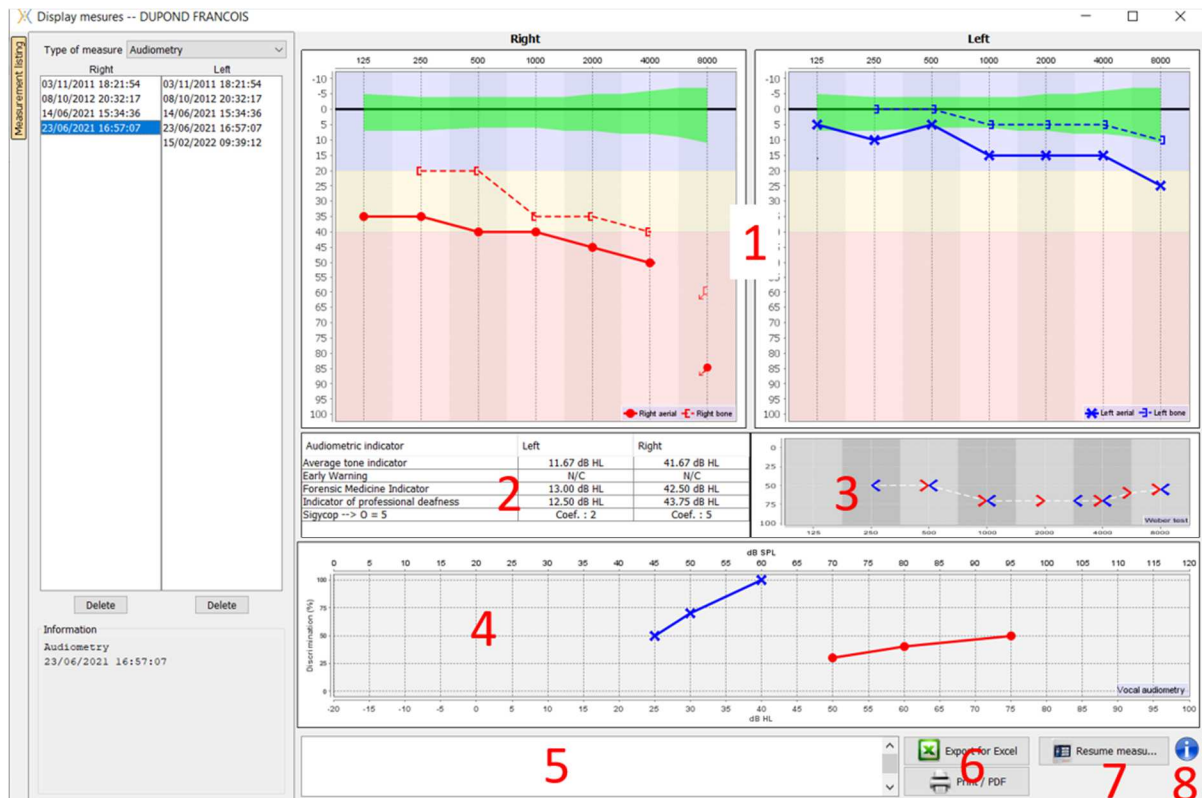 Display mesures -- DUPOND FRANCOIS
Measurement listing
Type of measure Audiometry
Right Left
03/11/2011 18:21:54 03/11/2011 18:21:54
08/10/2012 20:32:17 08/10/2012 20:32:17
14/06/2021 15:34:36 14/06/2021 15:34:36
23/06/2021 16:57:07 23/06/2021 16:57:07
15/02/2022 09:39:12
Delete Delete
Information
Audiometry
23/06/2021 16:57:07
Right
125 250 500 1000 2000 4000 8000
-10
-5
0
5
10
15
20
25
30
35
40
45
50
55
60
65
70
75
80
85
90
95
100
Right aerial Right bone
1
Left
125 250 500 1000 2000 4000 8000
-10
-5
0
5
10
15
20
25
30
45
50
55
60
65
70
75
80
85
90
95
100
Left aerial Left bone
Audiometric indicator Left Right
Average tone indicator 11.67 dB HL 41.67 dB HL
Early Warning N/C N/C
Forensic Medicine Indicator 13.00 dB HL 42.50 dB HL
Indicator of professional deafness 12.50 dB HL 43.75 dB HL
Sigycop --> O = 5 Coef. : 2 Coef. : 5
2
0
25
50
75
100
3
Weber test
125 250 500 1000 2000 4000 8000
dB SPL
0 5 10 15 20 25 30 35 40 45 50 55 60 65 70 75 80 85 90 95 100 105 110 115 120
Discrimination (%)
100
75
50
25
0
4
Vocal audiometry
-20 -15 -10 -5 0 5 10 15 20 25 30 35 40 45 50 55 60 65 70 75 80 85 90 95 100
dB HL
5
Export for Excel
Print / PDF
6
Resume measu...
7
8